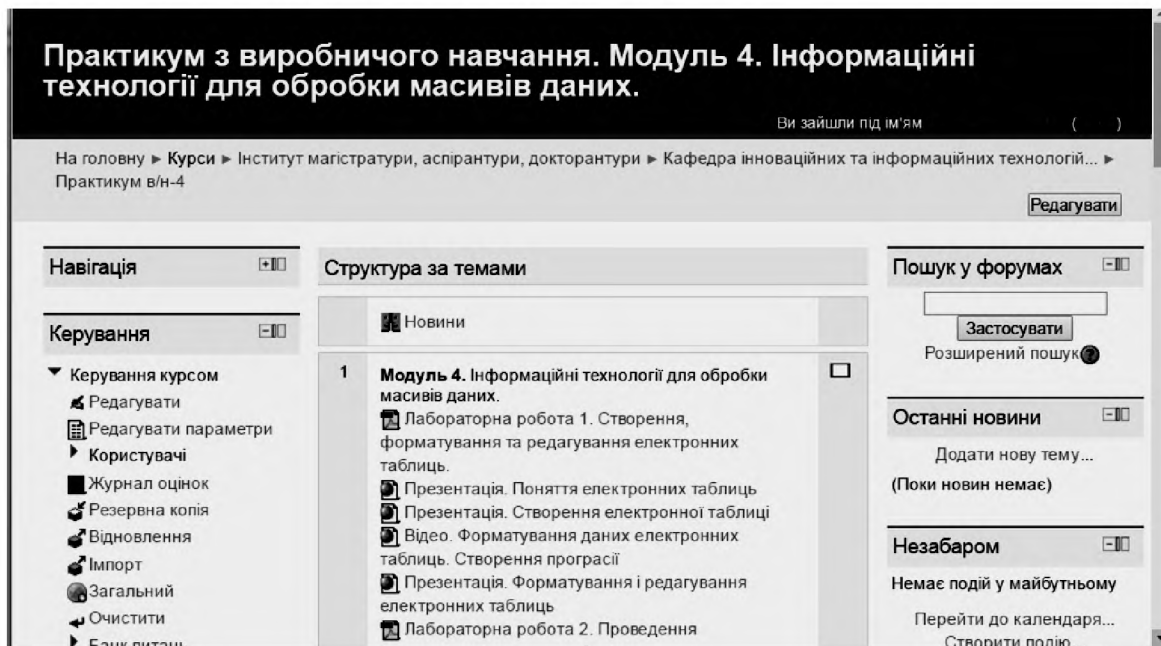 Практикум з виробничого навчання. Модуль 4. Інформаційні
технології для обробки масивів даних.
Ви зайшли під ім'ям ( )
На головну ► Курси ► Інститут магістратури, аспірантури, докторантури ► Кафедра інноваційних та інформаційних технологій... ►
Практикум в/н-4
Редагувати
Навігація
Керування
Керування курсом
Редагувати
Редагувати параметри
Користувачі
Журнал оцінок
Резервна копія
Відновлення
Імпорт
Загальний
Очистити
Банк питань
Структура за темами
Новини
1
Модуль 4. Інформаційні технології для обробки
масивів даних.
Лабораторна робота 1. Створення,
форматування та редагування електронних
таблиць.
Презентація. Поняття електронних таблиць
Презентація. Створення електронної таблиці
Відео. Форматування даних електронних
таблиць. Створення програсії
Презентація. Форматування і редагування
електронних таблиць
Лабораторна робота 2. Проведення
Пошук у форумах
Застосувати
Розширений пошук
Останні новини
Додати нову тему...
(Поки новин немає)
Незабаром
Немає подій у майбутньому
Перейти до календаря...
Створити подію